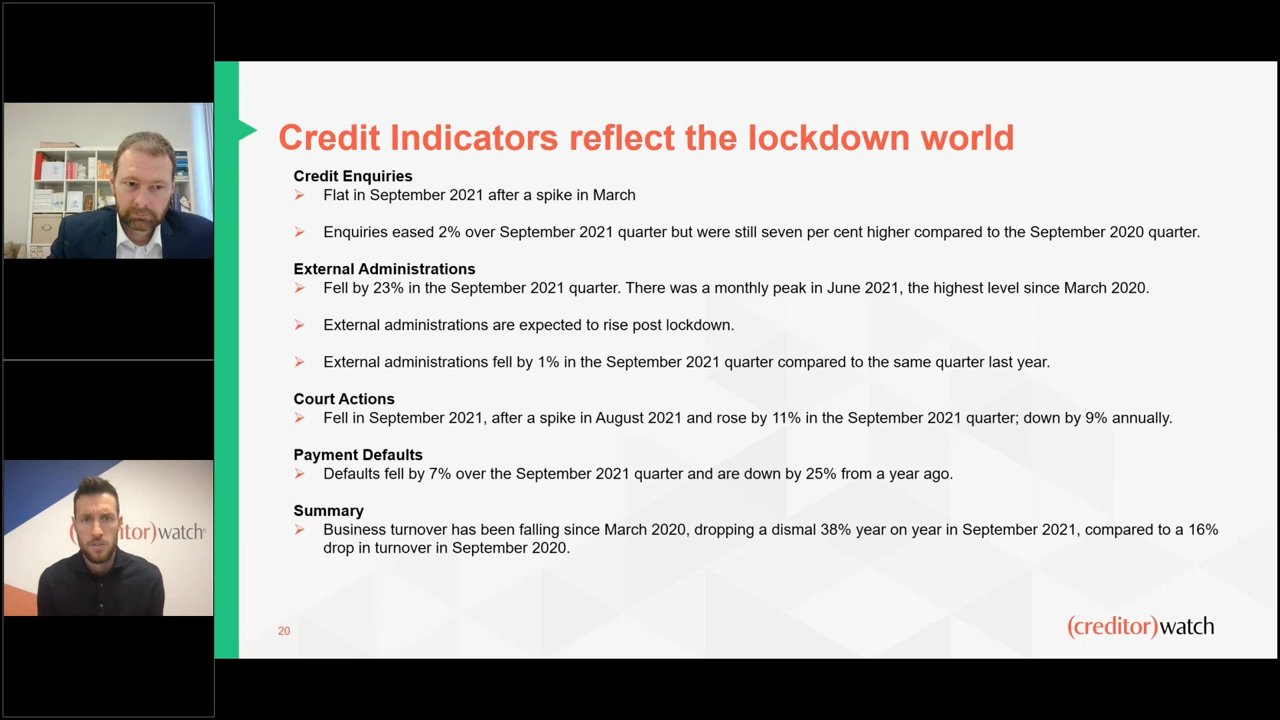 Credit Indicators reflect the lockdown world
Credit Enquiries
Flat in September 2021 after a spike in March
Enquiries eased 2% over September 2021 quarter but were still seven per cent higher compared to the September 2020 quarter.
External Administrations
Fell by 23% in the September 2021 quarter. There was a monthly peak in June 2021, the highest level since March 2020.
External administrations are expected to rise post lockdown.
External administrations fell by 1% in the September 2021 quarter compared to the same quarter last year.
Court Actions
Fell in September 2021, after a spike in August 2021 and rose by 11% in the September 2021 quarter; down by 9% annually.
Payment Defaults
Defaults fell by 7% over the September 2021 quarter and are down by 25% from a year ago.
Summary
Business turnover has been falling since March 2020, dropping a dismal 38% year on year in September 2021, compared to a 16%
drop in turnover in September 2020.
20
(creditor)watch
itor)watch